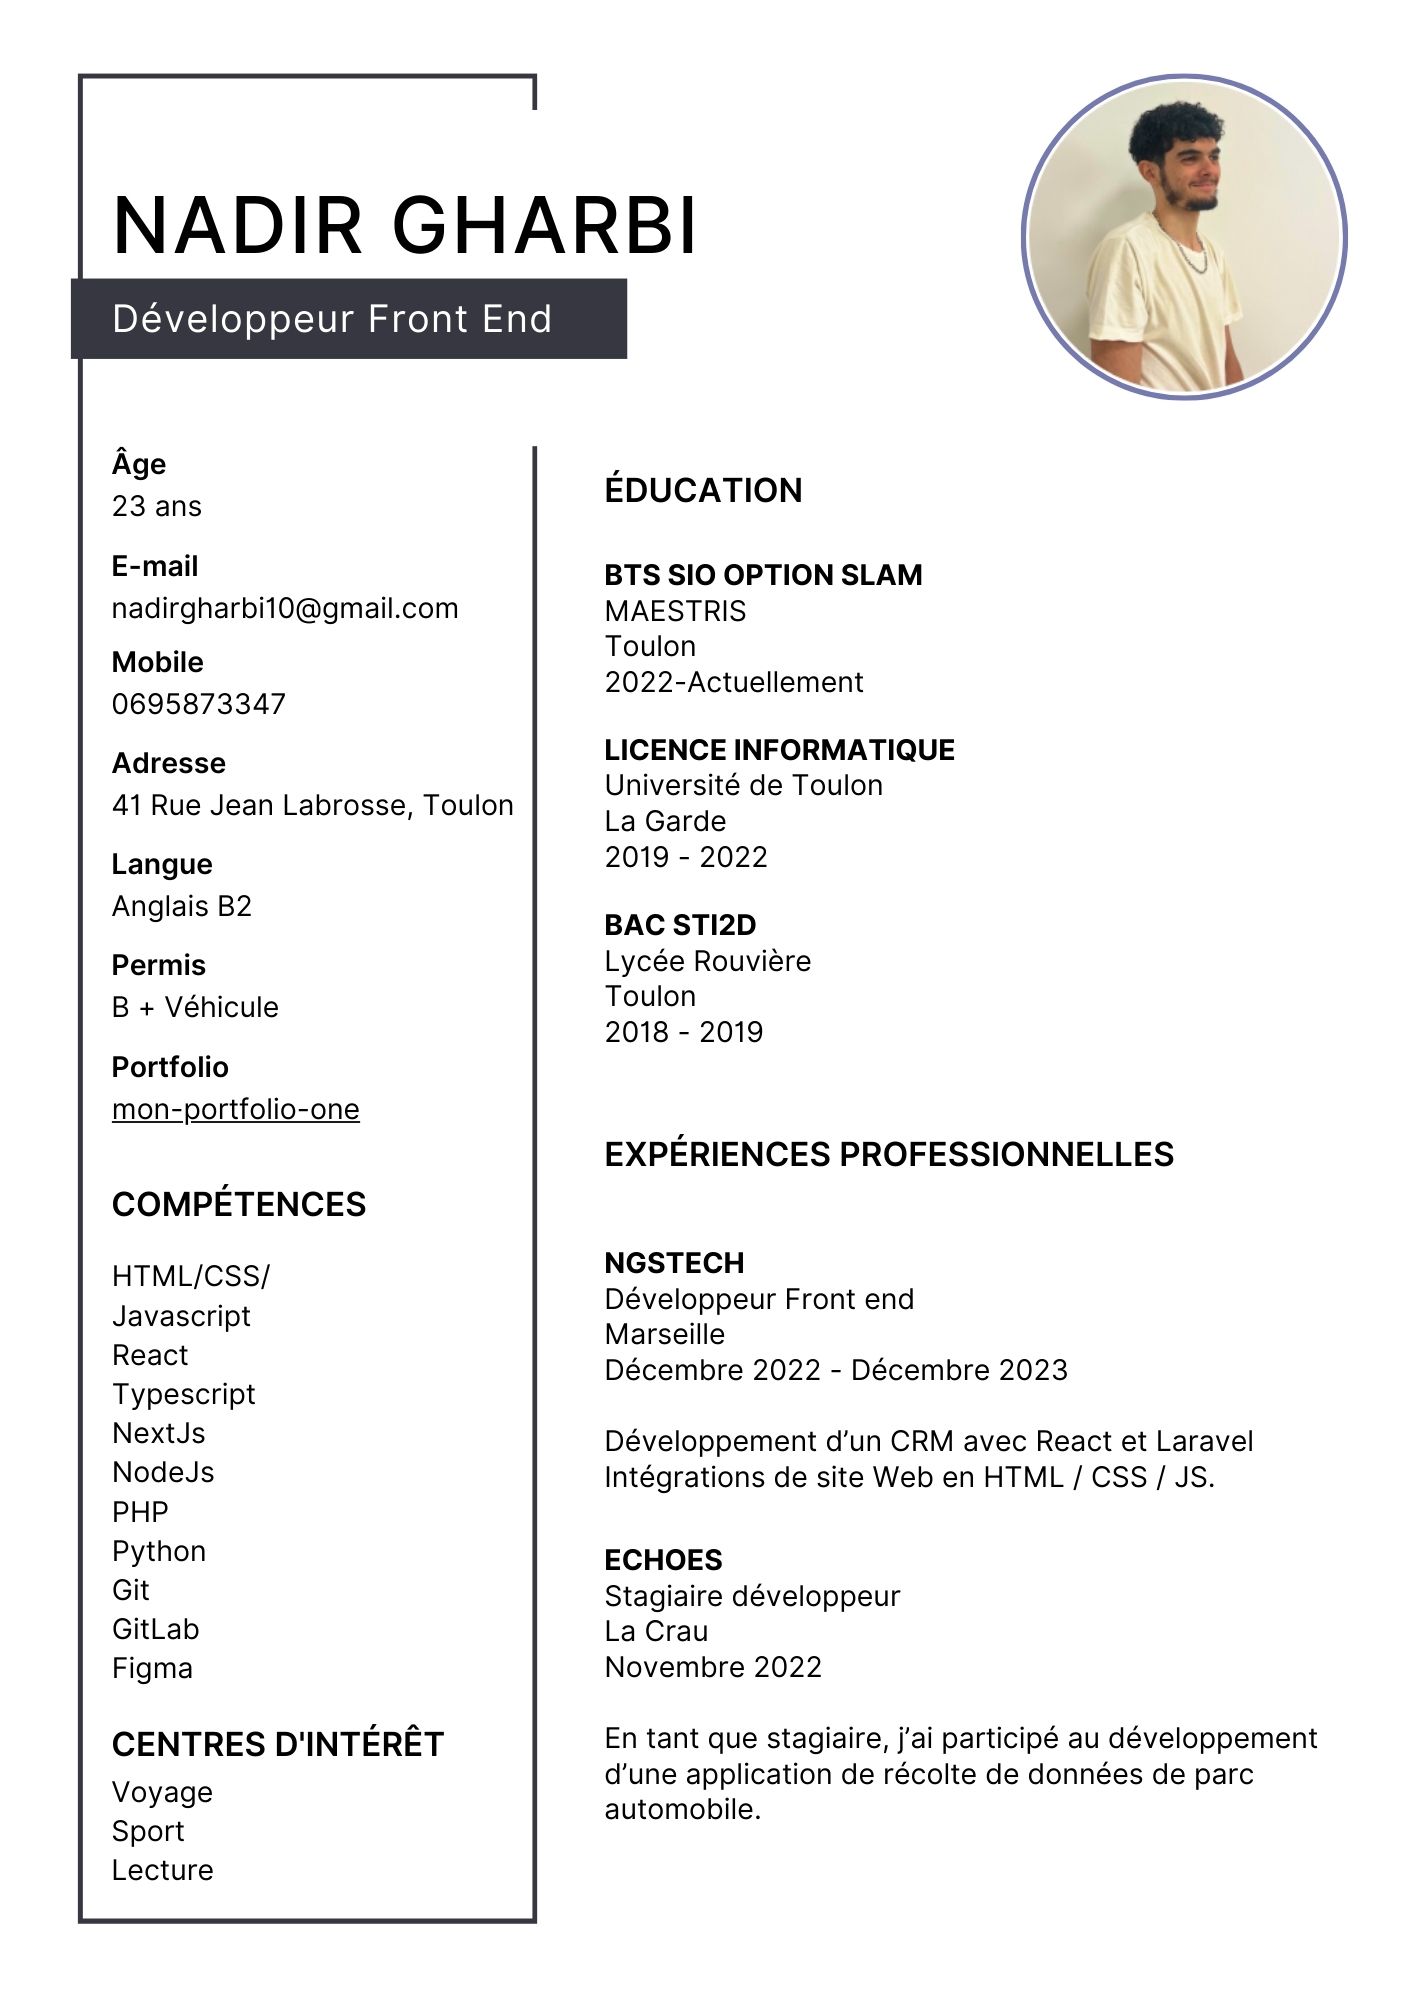 NADIR GHARBI
Développeur Front End
Âge
23 ans
E-mail
nadirgharbi10@gmail.com
Mobile
0695873347
Adresse
41 Rue Jean Labrosse, Toulon
Langue
Anglais B2
Permis
B + Véhicule
Portfolio
mon-portfolio-one
COMPÉTENCES
HTML/CSS/
Javascript
React
Typescript
NextJs
NodeJs
PHP
Python
Git
GitLab
Figma
CENTRES D'INTÉRÊT
Voyage
Sport
Lecture
ÉDUCATION
BTS SIO OPTION SLAM
MAESTRIS
Toulon
2022-Actuellement
LICENCE INFORMATIQUE
Université de Toulon
La Garde
2019 - 2022
BAC STI2D
Lycée Rouvière
Toulon
2018 - 2019
EXPÉRIENCES PROFESSIONNELLES
NGSTECH
Développeur Front end
Marseille
Décembre 2022 - Décembre 2023
Développement d’un CRM avec React et Laravel
Intégrations de site Web en HTML / CSS / JS.
ECHOES
Stagiaire développeur
La Crau
Novembre 2022
En tant que stagiaire, j’ai participé au développement
d’une application de récolte de données de parc
automobile.